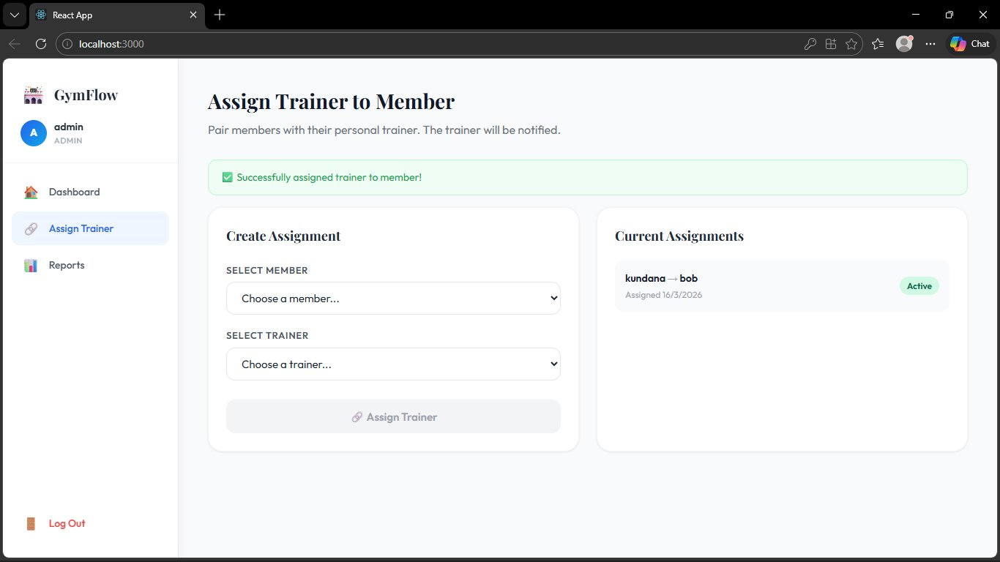 React App
localhost:3000
Chat
GymFlow
A
admin
ADMIN
Dashboard
Assign Trainer
Reports
Log Out
Assign Trainer to Member
Pair members with their personal trainer. The trainer will be notified.
✅ Successfully assigned trainer to member!
Create Assignment
SELECT MEMBER
Choose a member...
SELECT TRAINER
Choose a trainer...
🔗 Assign Trainer
Current Assignments
kundana → bob
Assigned 16/3/2026
Active